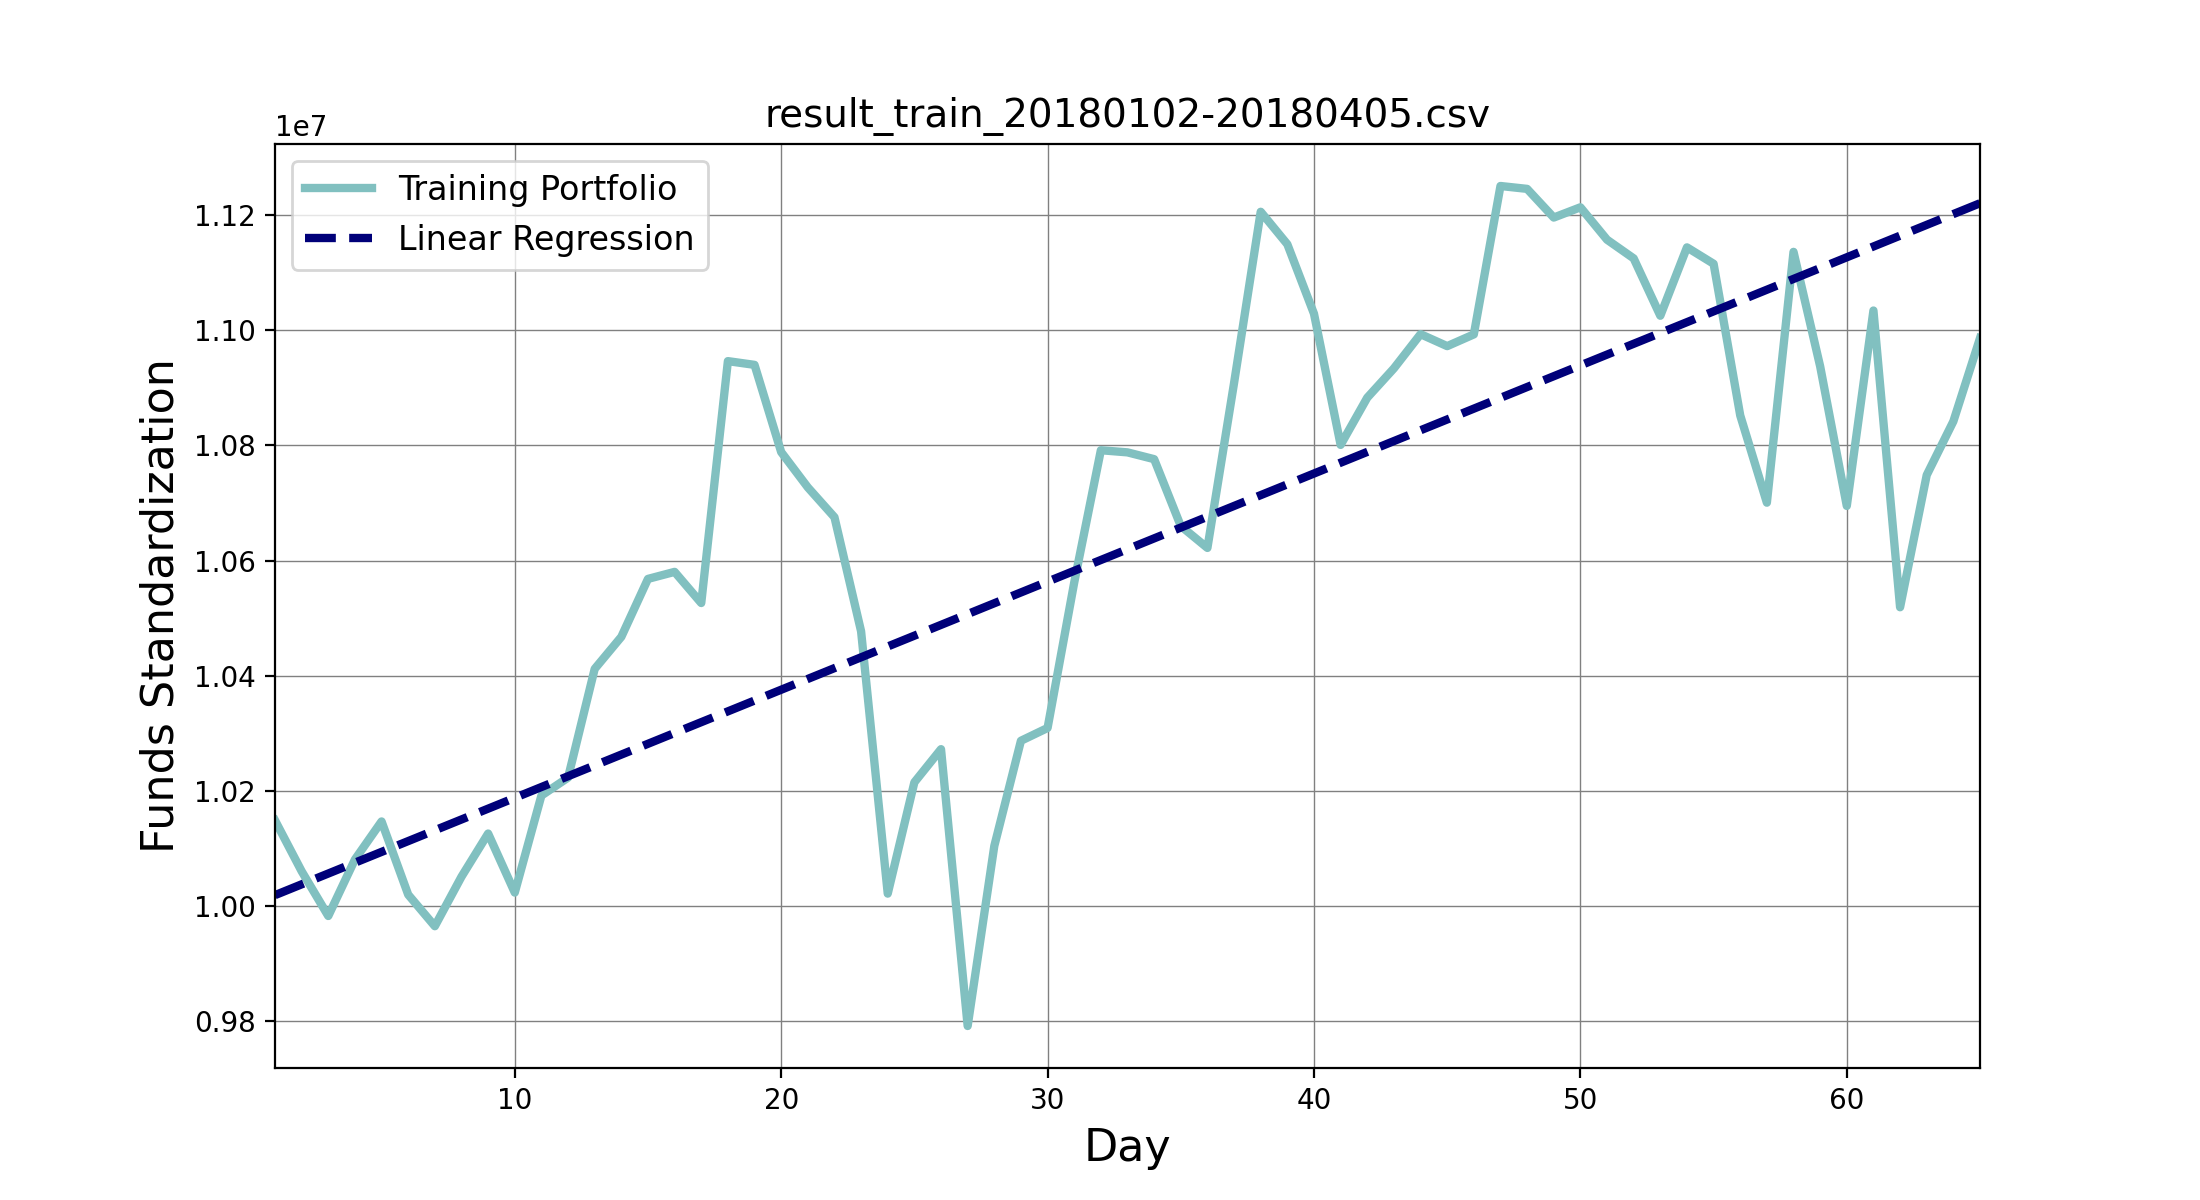 result_train_20180102-20180405.csv
1e7
Training Portfolio
Linear Regression
1.12
1.10
1.08
1.06
1.04
1.02
1.00
0.98
Funds Standardization
10 20 30 40 50 60
Day